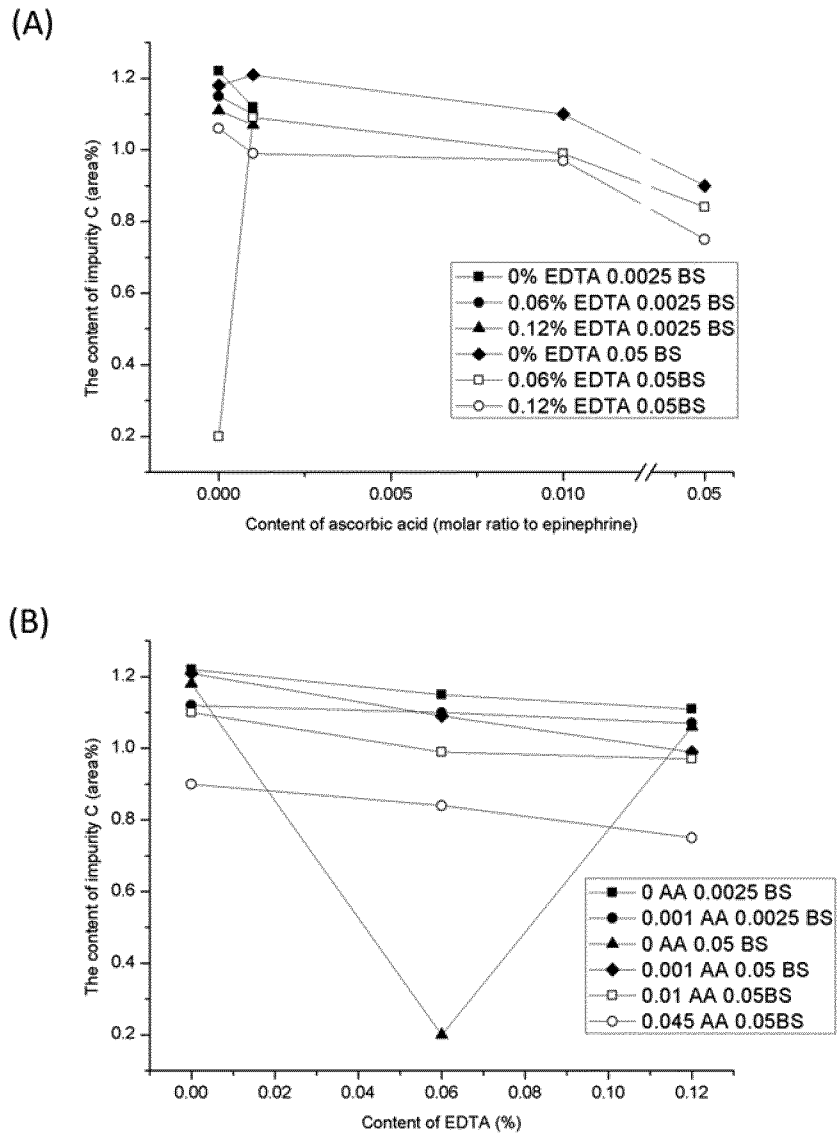 (A)
The content of impurity C (area%)
1.2
1.0
0.8
0.6
0.4
0.2
0% EDTA 0.0025 BS
0.06% EDTA 0.0025 BS
0.12% EDTA 0.0025 BS
0% EDTA 0.05 BS
0.06% EDTA 0.05BS
0.12% EDTA 0.05BS
0.000 0.005 0.010 0.05
Content of ascorbic acid (molar ratio to epinephrine)
(B)
The content of impurity C (area%)
1.2
1.0
0.8
0.6
0.4
0.2
0 AA 0.0025 BS
0.001 AA 0.0025 BS
0 AA 0.05 BS
0.001 AA 0.05 BS
0.01 AA 0.05BS
0.045 AA 0.05BS
0.00 0.02 0.04 0.06 0.08 0.10 0.12
Content of EDTA (%)